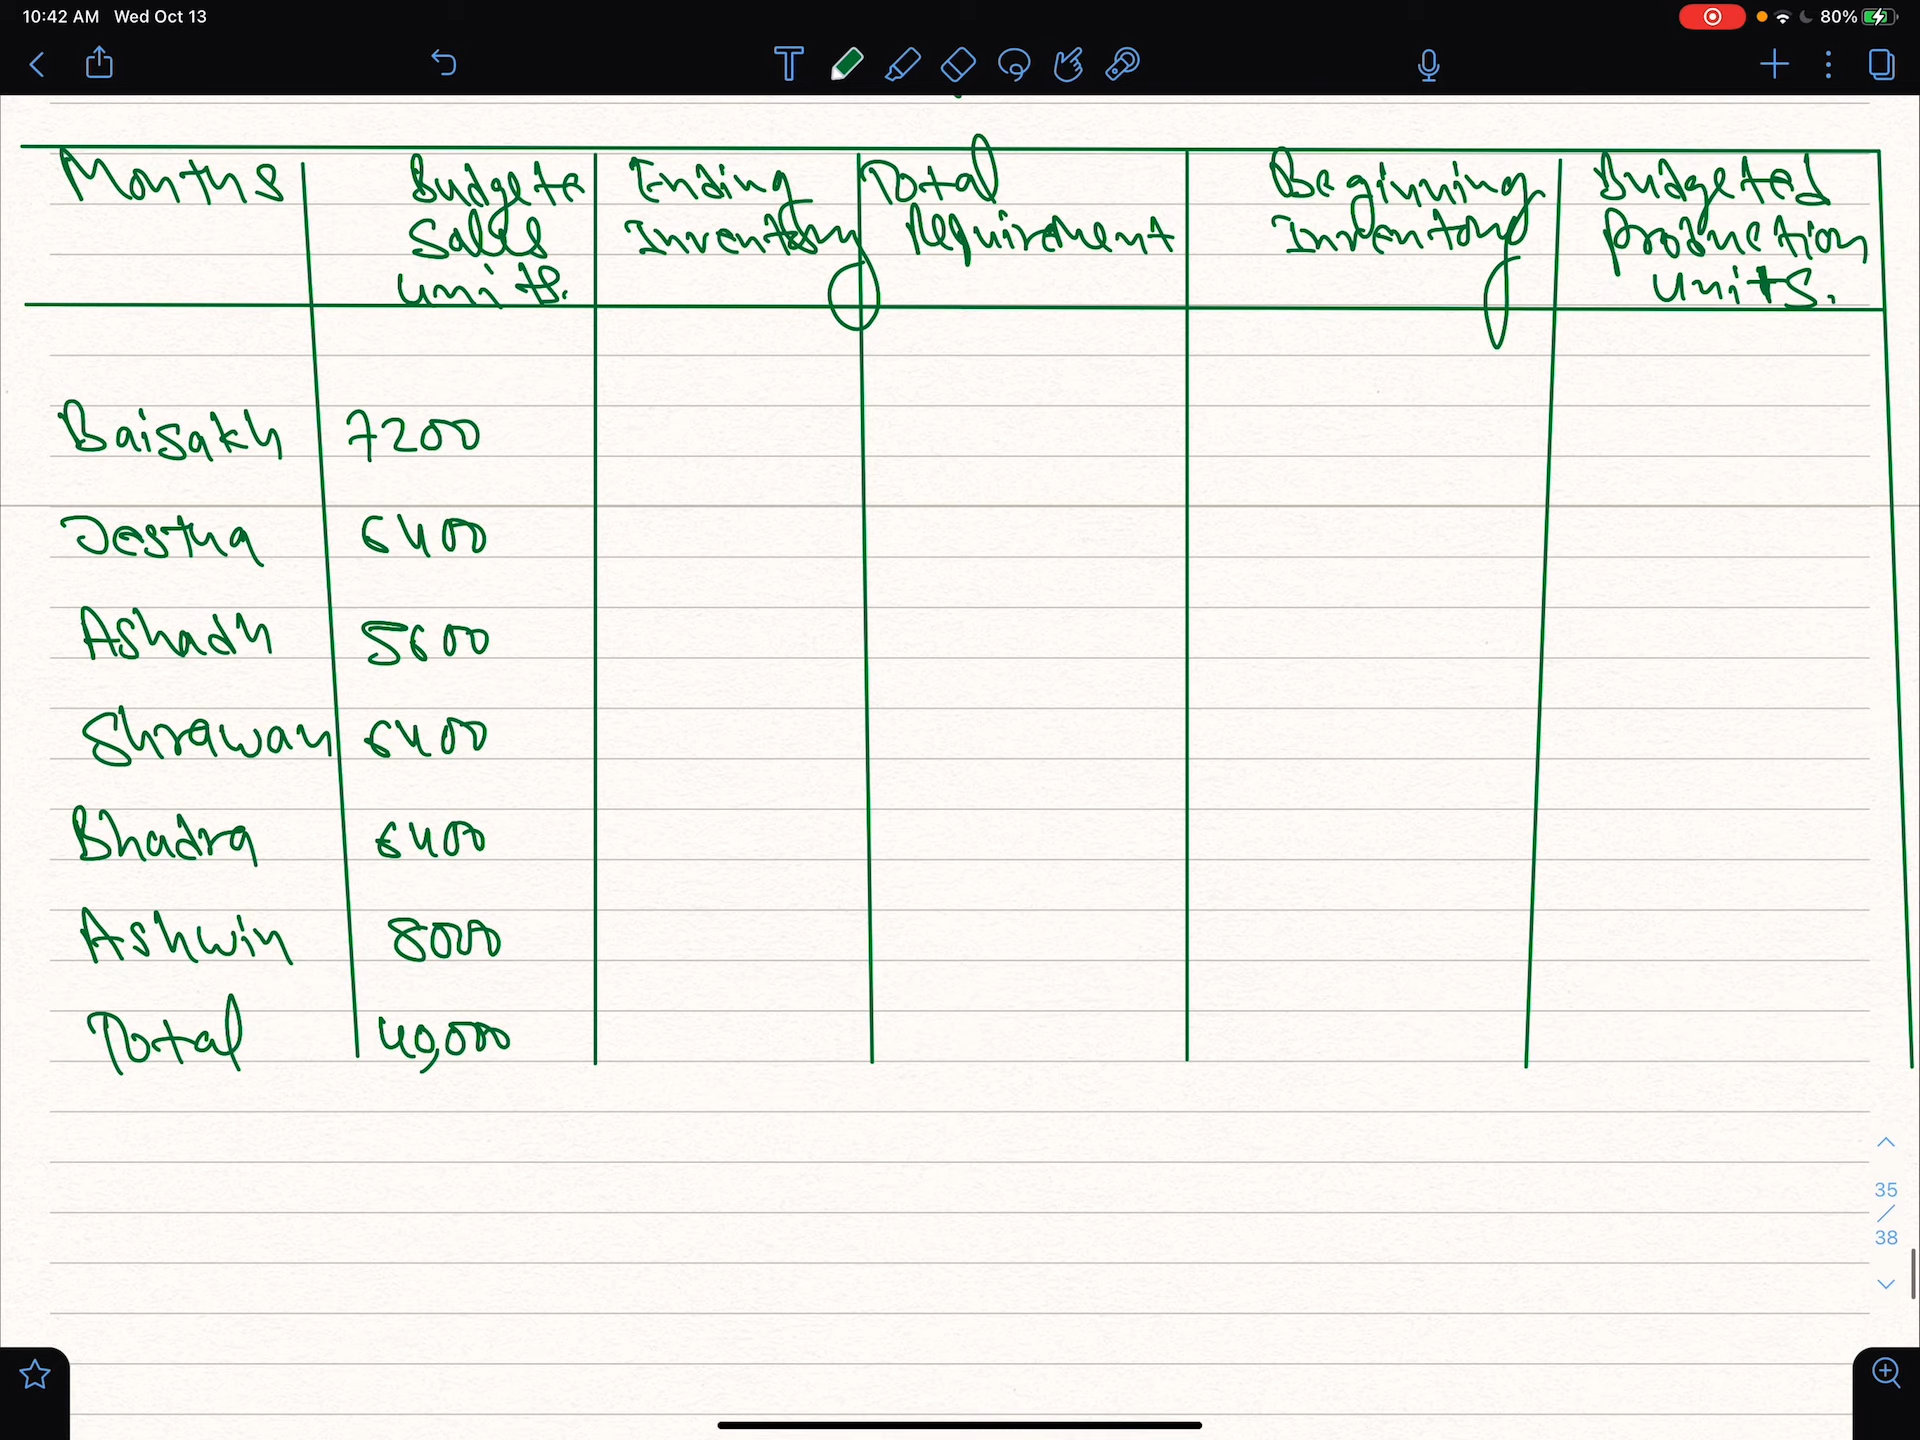 10:42 AM Wed Oct 13
80%
Months Budgete Ending Total Beginning Budgeted
Sales Inventory Requirement Inventory Production
units. units.
Baisakh 7200
Jestha 6400
Ashadh 5600
Shrawan 6400
Bhadra 6400
Ashwin 8000
Total 40,000
35
/
38